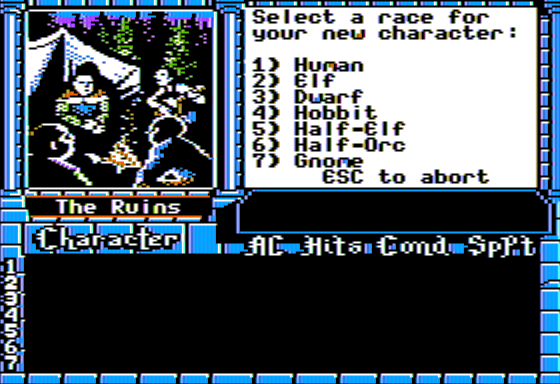 Select a race for
your new character:
1) Human
2) Elf
3) Dwarf
4) Hobbit
5) Half-Elf
6) Half-Orc
7) Gnome
ESC to abort
The Ruins
Character AC Hits Cond SpPt
1
2
3
4
5
6
7